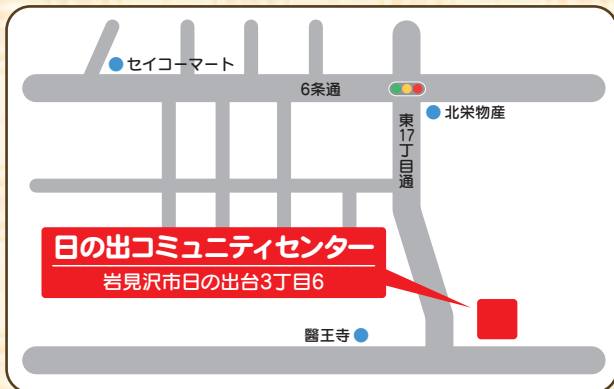 セイコーマート
6条通
北栄物産
東17丁目通
日の出コミュニティセンター
岩見沢市日の出台3丁目6
醫王寺